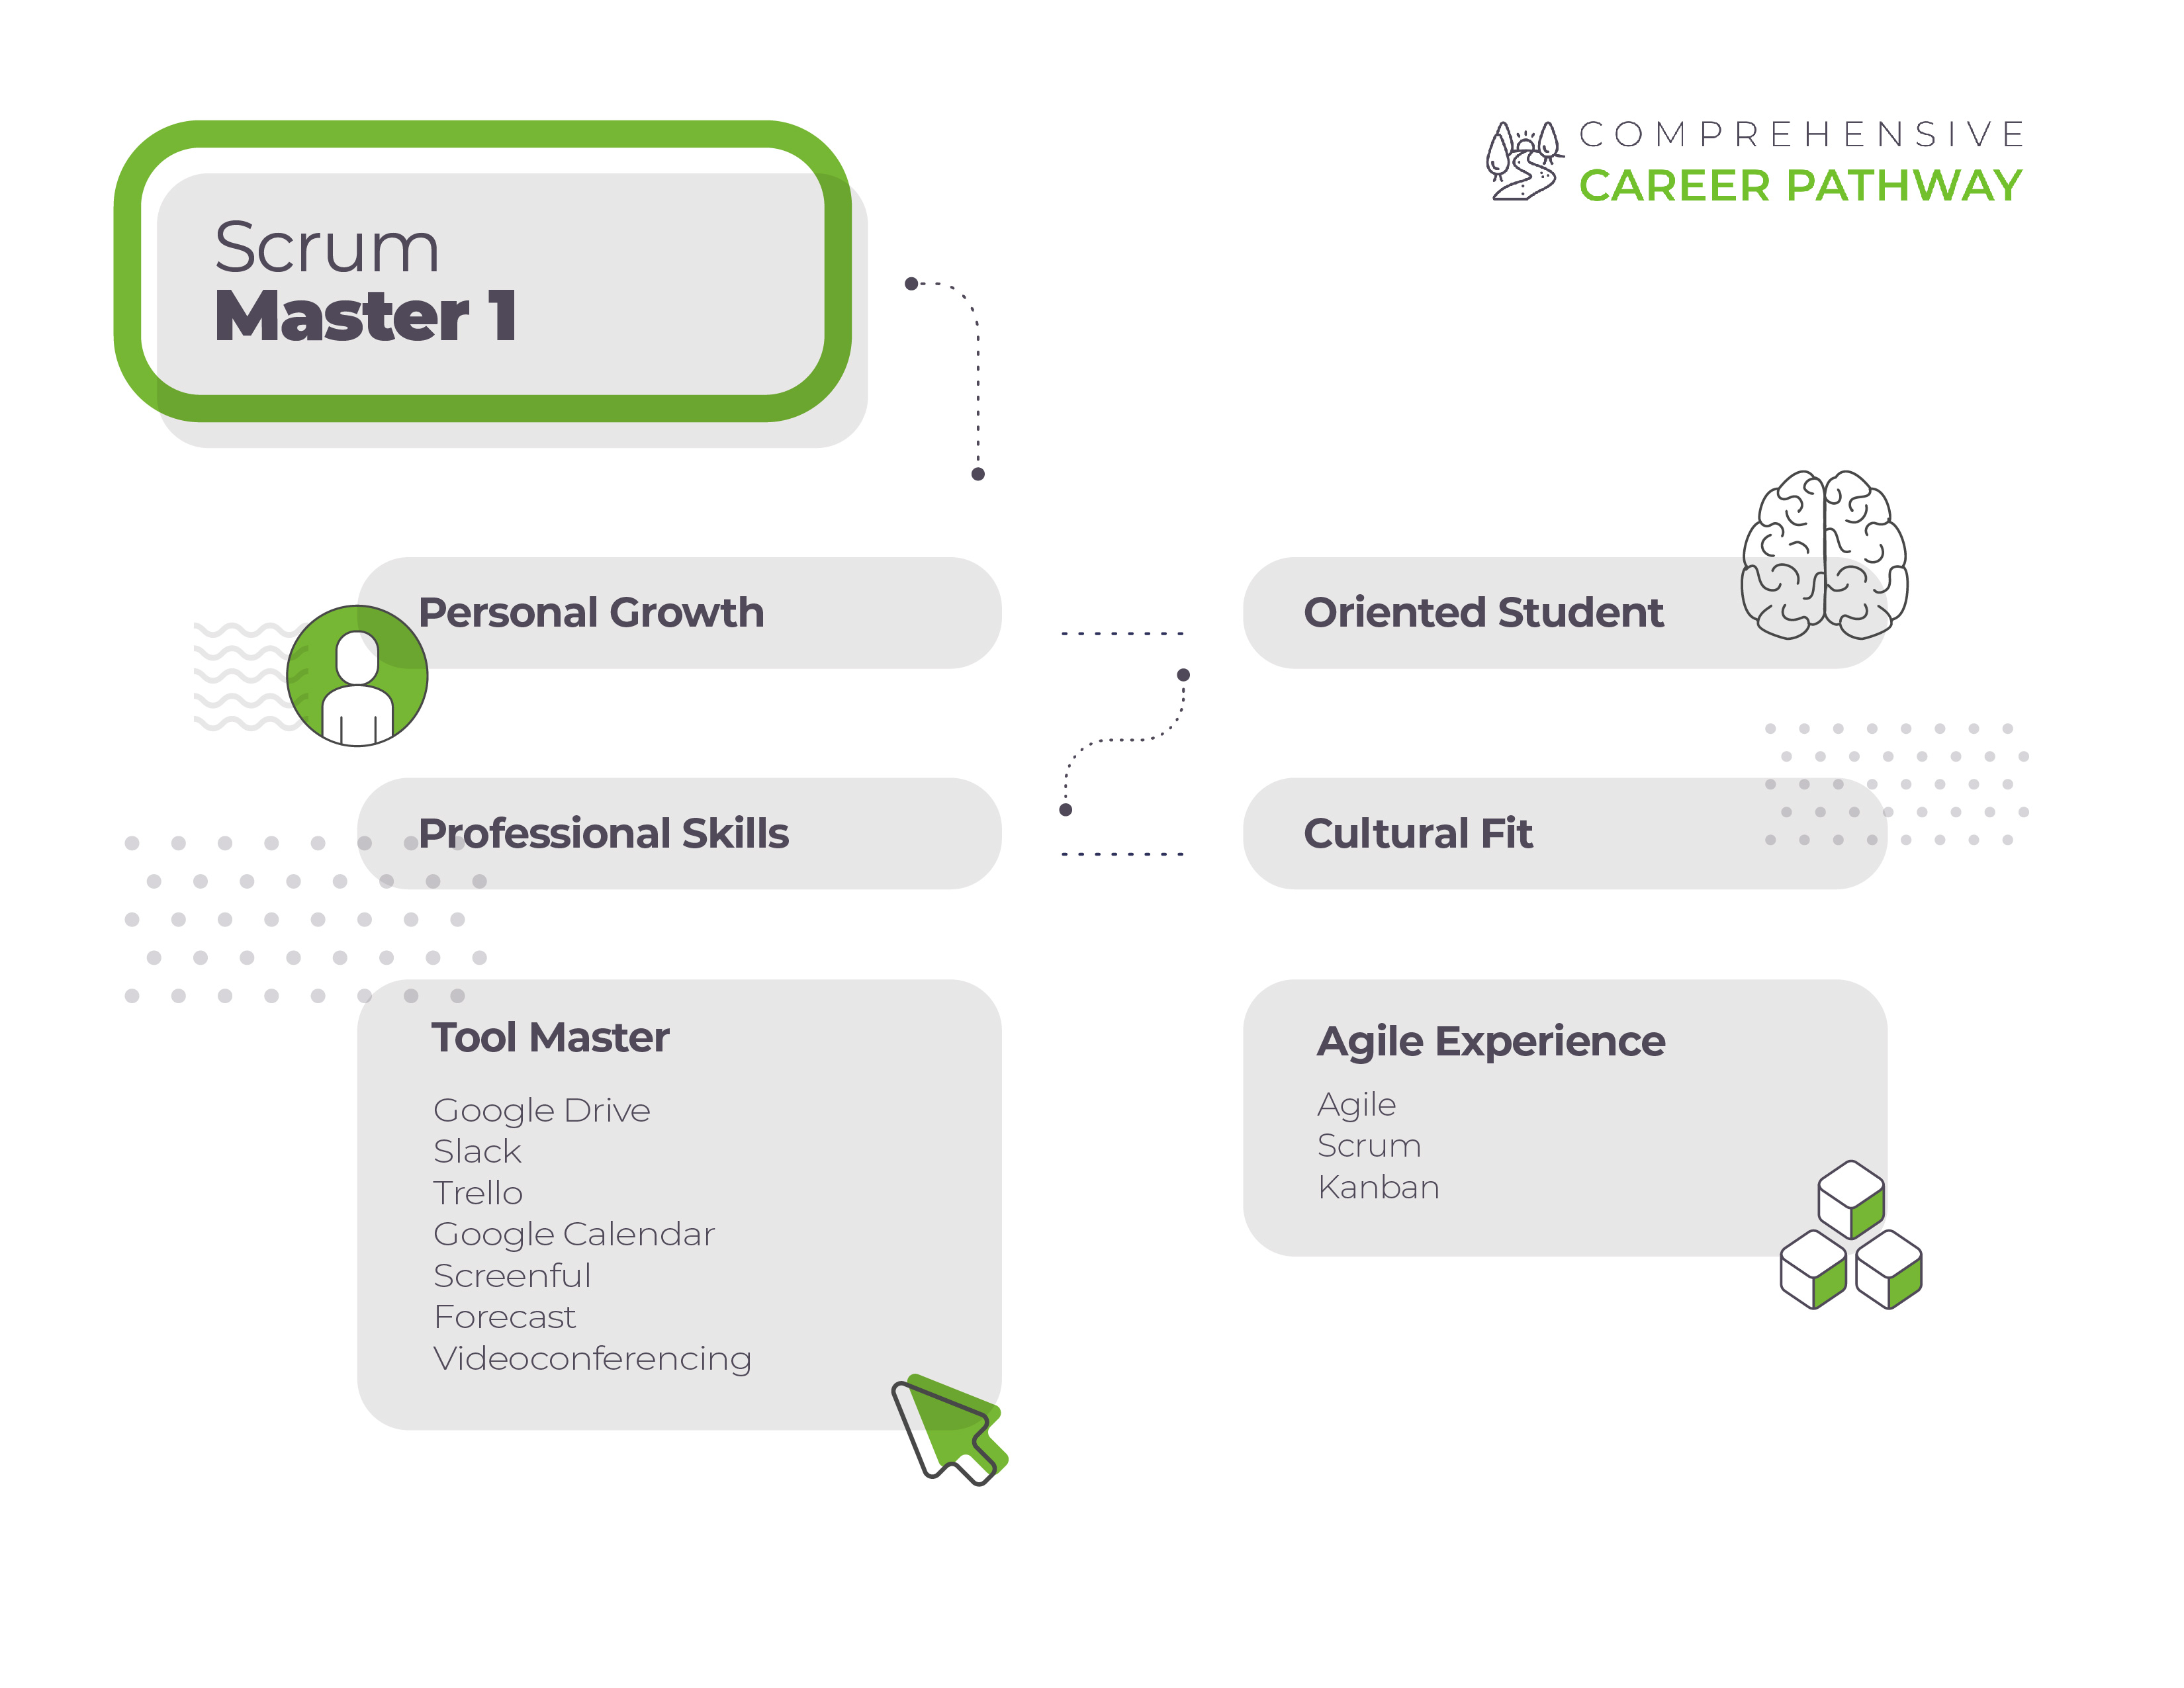 COMPREHENSIVE
CAREER PATHWAY
Scrum
Master 1
Personal Growth
Oriented Student
Professional Skills
Cultural Fit
Tool Master
Google Drive
Slack
Trello
Google Calendar
Screenful
Forecast
Videoconferencing
Agile Experience
Agile
Scrum
Kanban